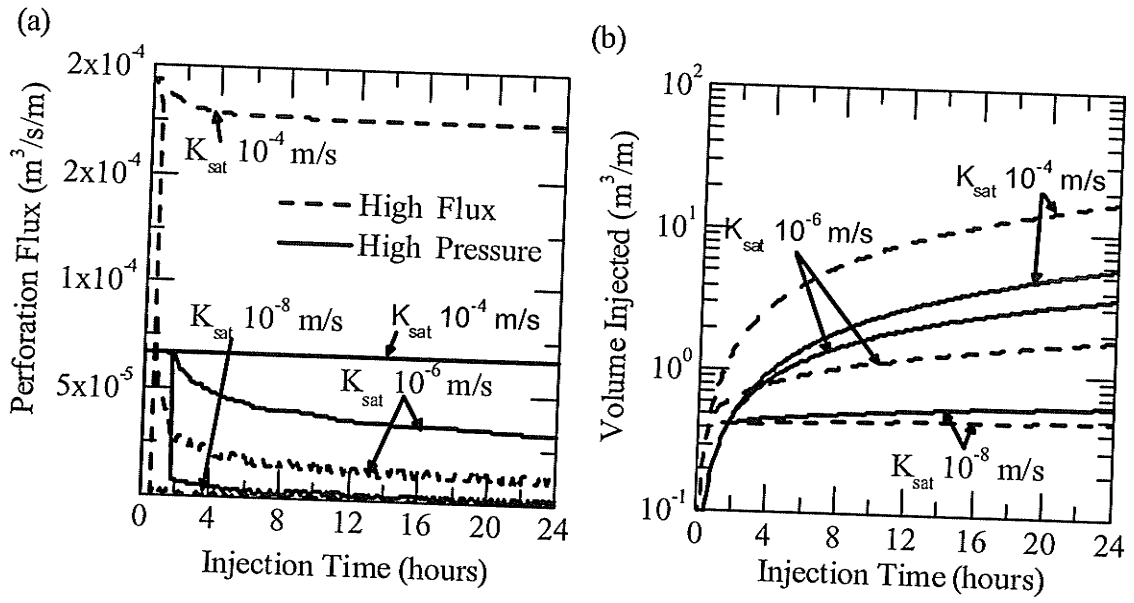 (a)
2x10⁻⁴
2x10⁻⁴
1x10⁻⁴
5x10⁻⁵
Perforation Flux (m³/s/m)
K_sat 10⁻⁴ m/s
High Flux
High Pressure
K_sat 10⁻⁸ m/s
K_sat 10⁻⁴ m/s
K_sat 10⁻⁶ m/s
0 4 8 12 16 20 24
Injection Time (hours)
(b)
10²
10¹
10⁰
10⁻¹
Volume Injected (m³/m)
K_sat 10⁻⁴ m/s
K_sat 10⁻⁶ m/s
K_sat 10⁻⁸ m/s
0 4 8 12 16 20 24
Injection Time (hours)